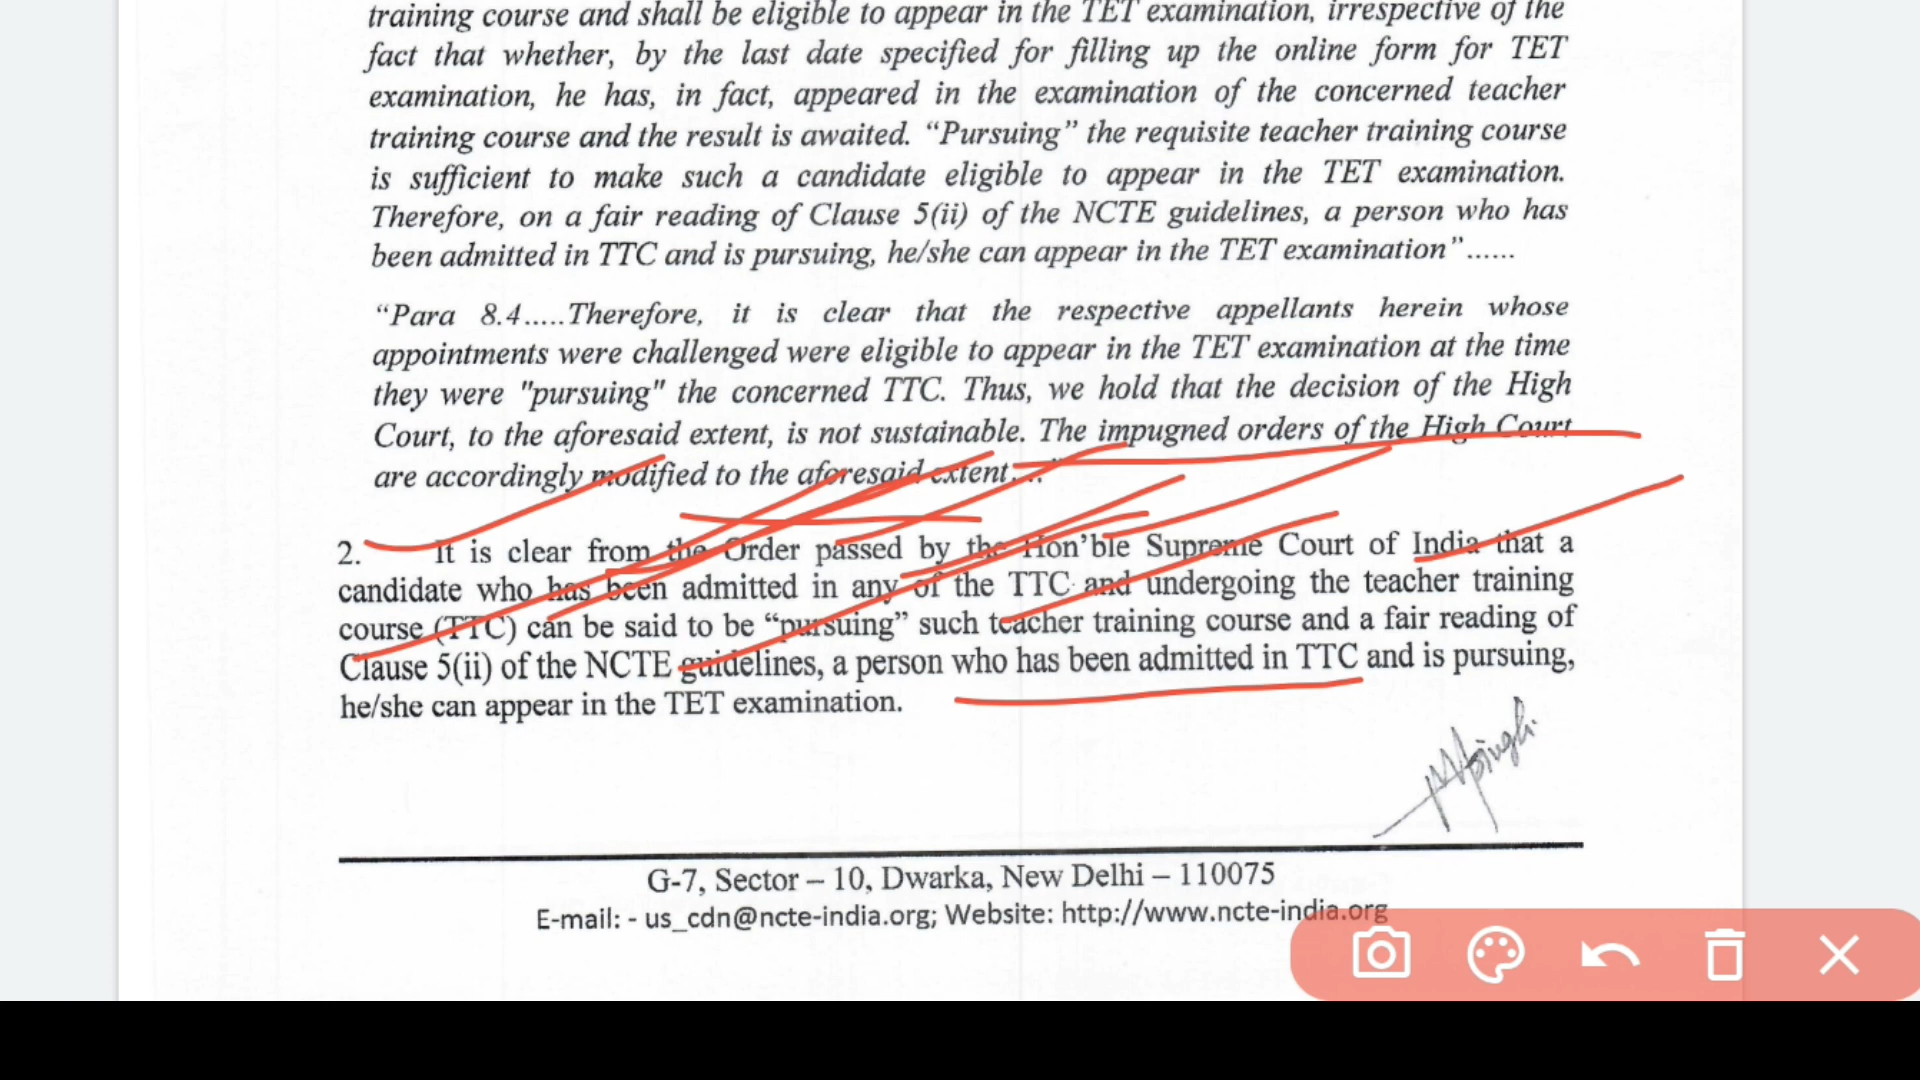 training course and shall be eligible to appear in the TET examination, irrespective of the
fact that whether, by the last date specified for filling up the online form for TET
examination, he has, in fact, appeared in the examination of the concerned teacher
training course and the result is awaited. “Pursuing” the requisite teacher training course
is sufficient to make such a candidate eligible to appear in the TET examination.
Therefore, on a fair reading of Clause 5(ii) of the NCTE guidelines, a person who has
been admitted in TTC and is pursuing, he/she can appear in the TET examination”......
“Para 8.4.....Therefore, it is clear that the respective appellants herein whose
appointments were challenged were eligible to appear in the TET examination at the time
they were "pursuing" the concerned TTC. Thus, we hold that the decision of the High
Court, to the aforesaid extent, is not sustainable. The impugned orders of the High Court
are accordingly modified to the aforesaid extent....”
2. It is clear from the Order passed by the Hon’ble Supreme Court of India that a
candidate who has been admitted in any of the TTC and undergoing the teacher training
course (TTC) can be said to be “pursuing” such teacher training course and a fair reading of
Clause 5(ii) of the NCTE guidelines, a person who has been admitted in TTC and is pursuing,
he/she can appear in the TET examination.
G-7, Sector – 10, Dwarka, New Delhi – 110075
E-mail: - us_cdn@ncte-india.org; Website: http://www.ncte-india.org